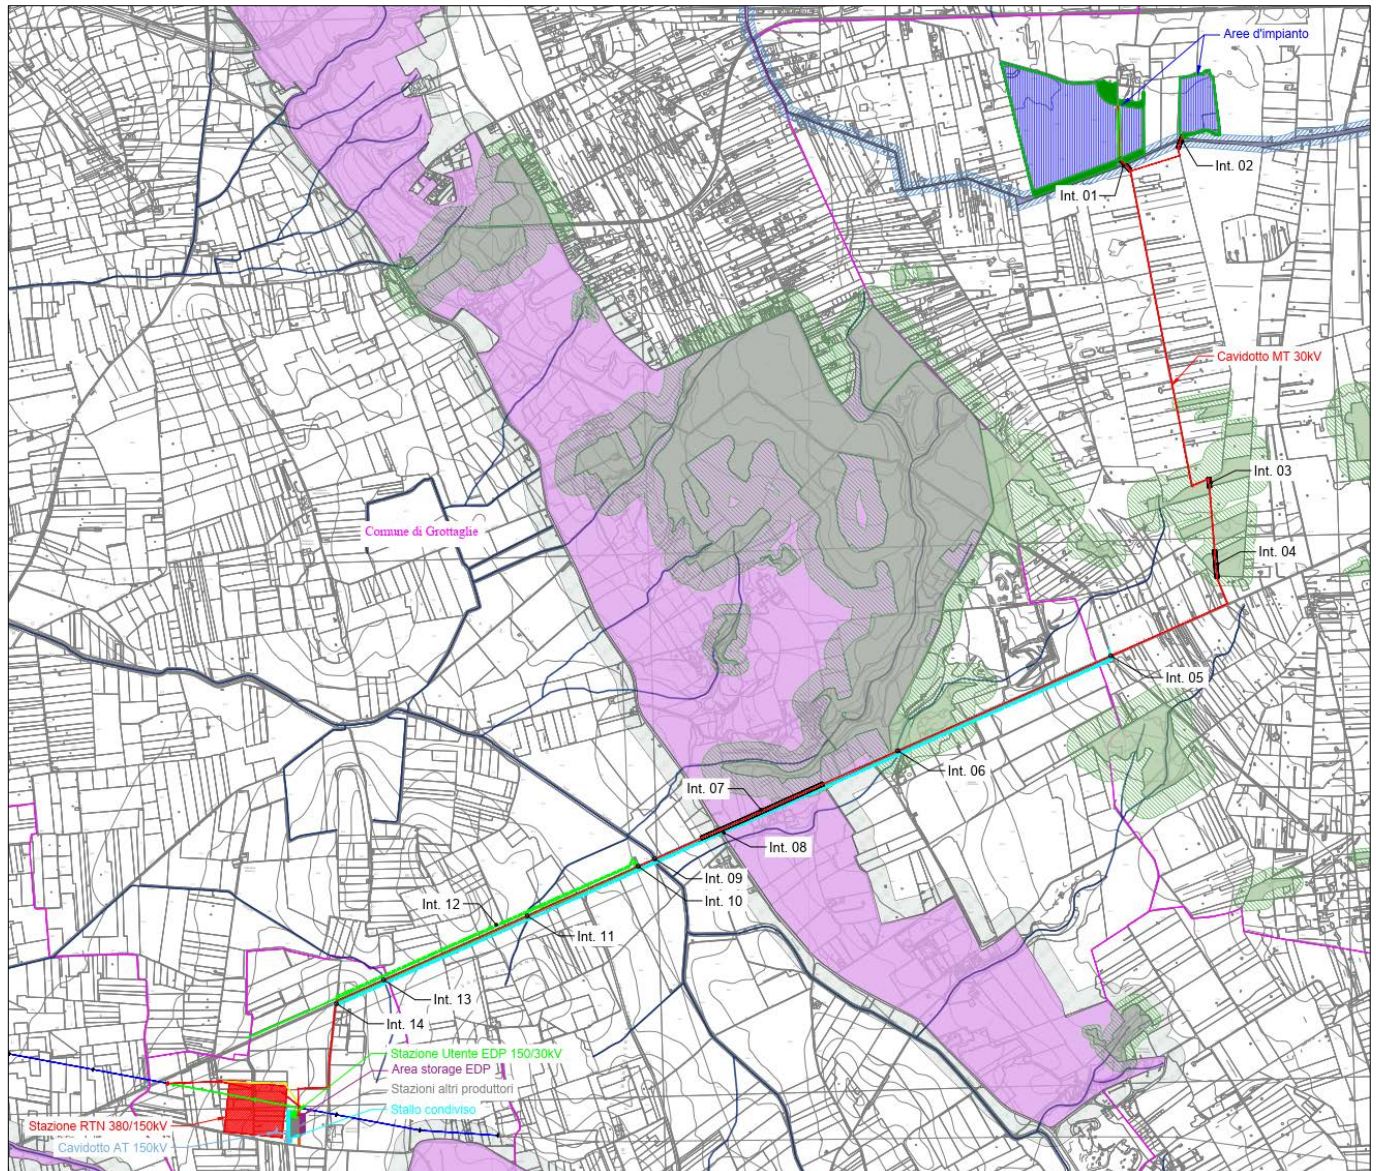 Aree d'impianto
Int. 02
Int. 01
Cavidotto MT 30kV
Int. 03
Comune di Grottaglie
Int. 04
Int. 05
Int. 06
Int. 07
Int. 08
Int. 09
Int. 10
Int. 12
Int. 11
Int. 13
Int. 14
Stazione Utente EDP 150/30kV
Area storage EDP
Stazioni altri produttori
Stallo condiviso
Stazione RTN 380/150kV
Cavidotto AT 150kV